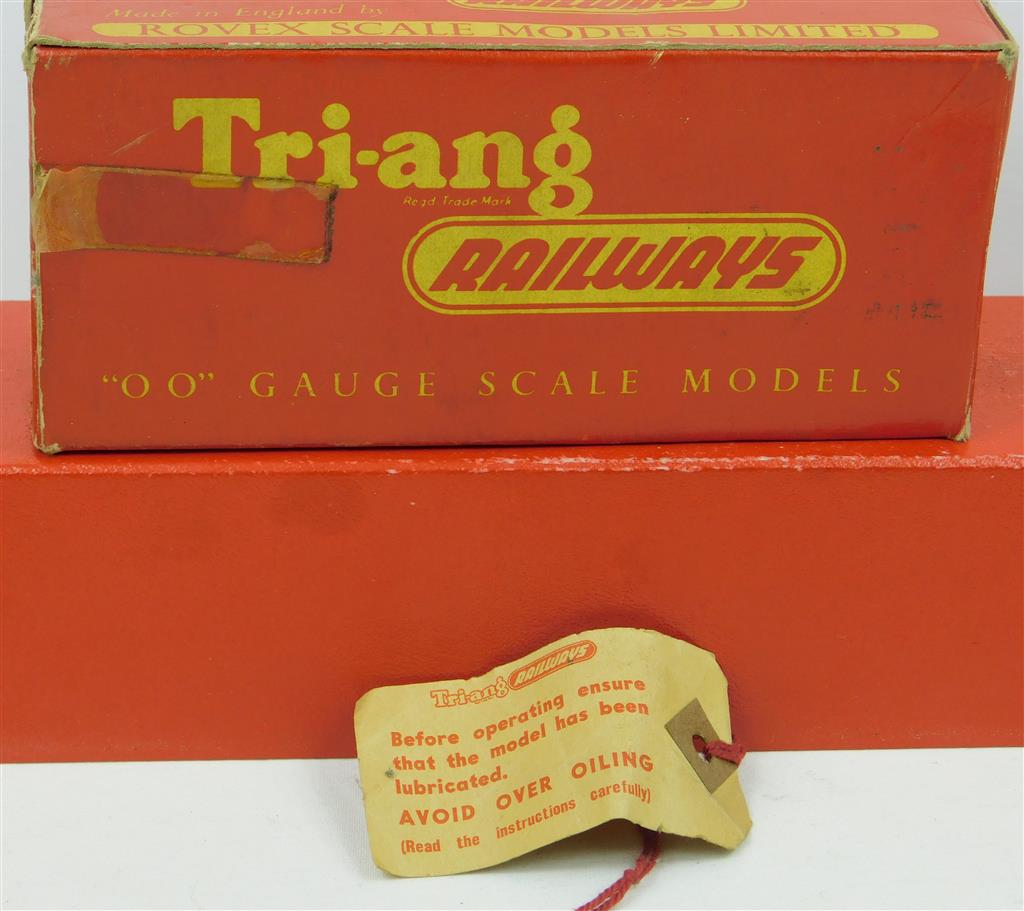 Made in England by
ROVEX SCALE MODELS LIMITED
Tri-ang
Regd. Trade Mark
RAILWAYS
"OO" GAUGE SCALE MODELS
Tri-ang RAILWAYS
Before operating ensure
that the model has been
lubricated.
AVOID OVER OILING
(Read the instructions carefully)